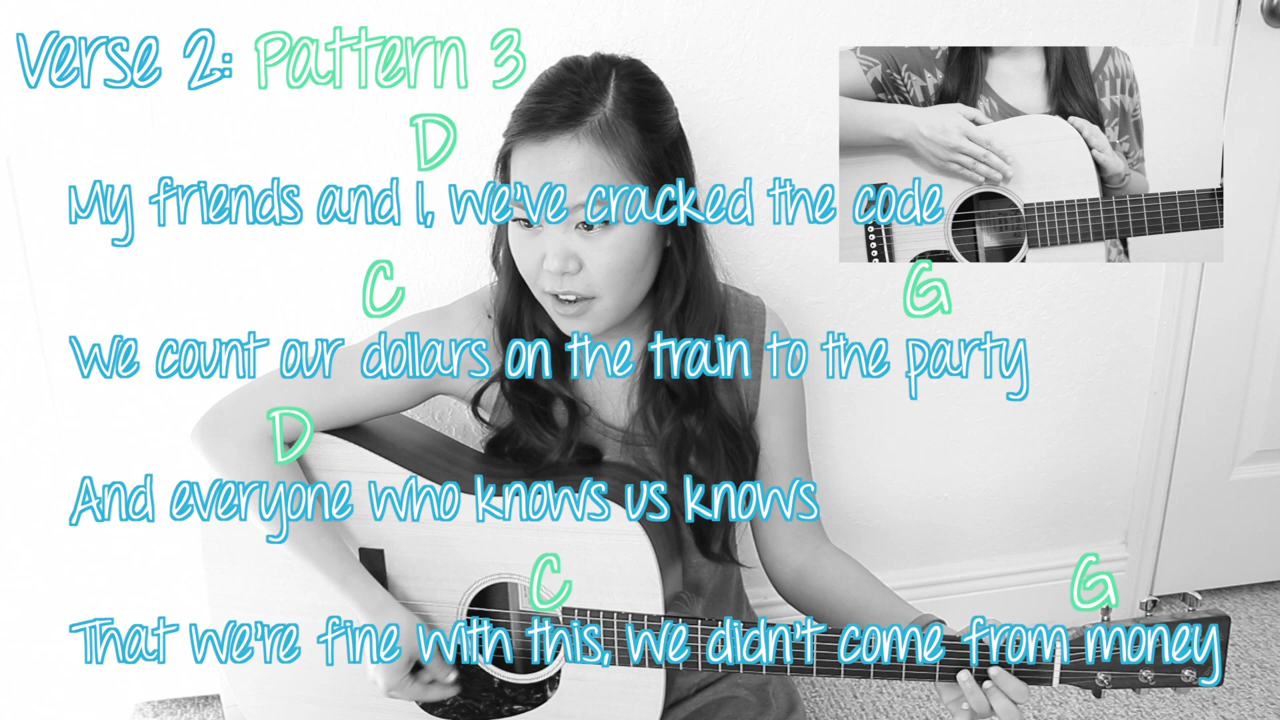 Verse 2: Pattern 3
D
My friends and I, we've cracked the code
C G
We count our dollars on the train to the party
D
And everyone who knows us knows
C G
That we're fine with this, we didn't come from money